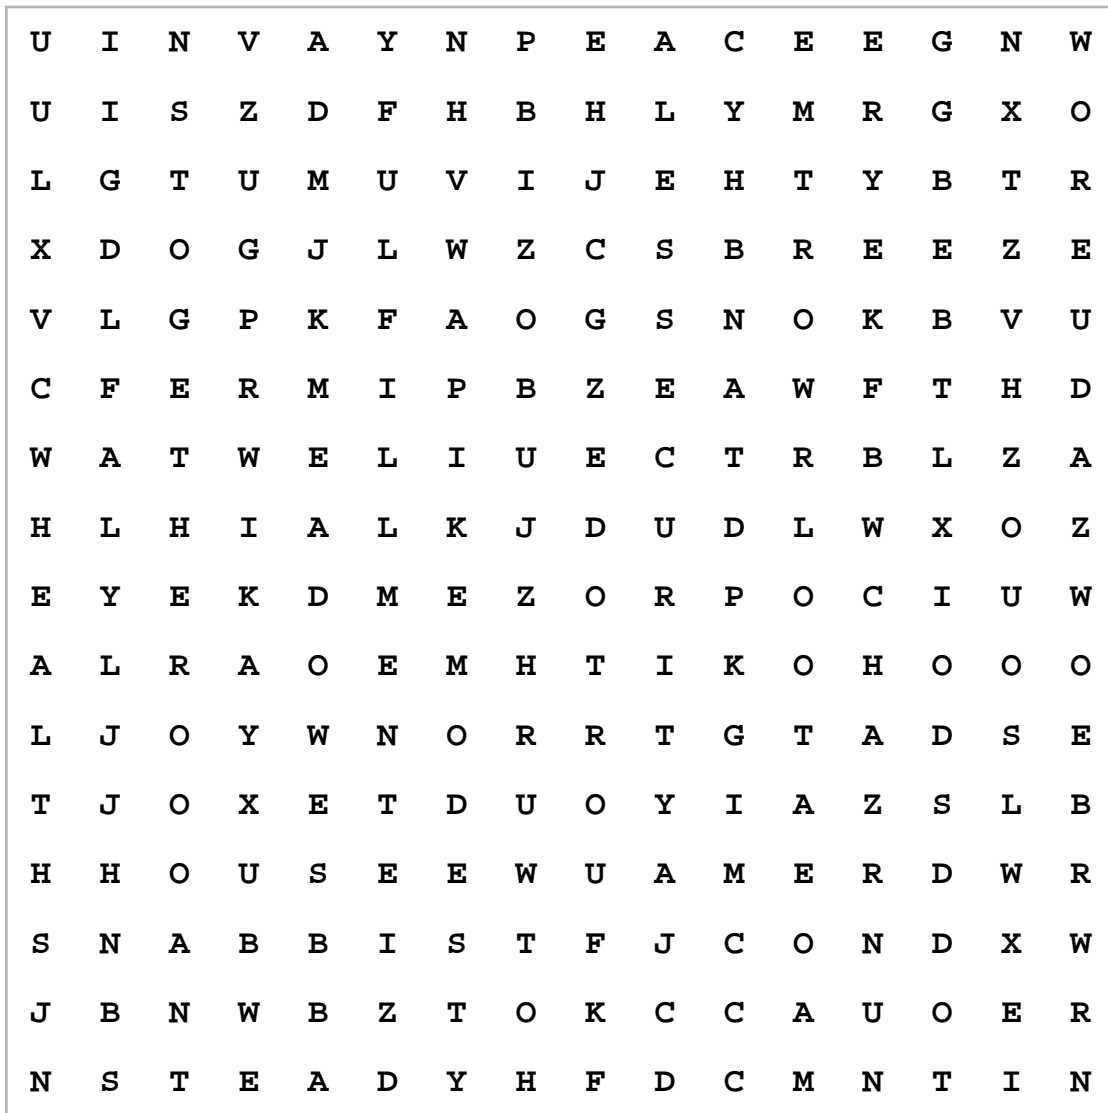 U I N V A Y N P E A C E E G N W
U I S Z D F H B H L Y M R G X O
L G T U M U V I J E H T Y B T R
X D O G J L W Z C S B R E E Z E
V L G P K F A O G S N O K B V U
C F E R M I P B Z E A W F T H D
W A T W E L I U E C T R B L Z A
H L H I A L K J D U D L W X O Z
E Y E K D M E Z O R P O C I U W
A L R A O E M H T I K O H O O O
L J O Y W N O R R T G T A D S E
T J O X E T D U O Y I A Z S L B
H H O U S E E W U A M E R D W R
S N A B B I S T F J C O N D X W
J B N W B Z T O K C C A U O E R
N S T E A D Y H F D C M N T I N